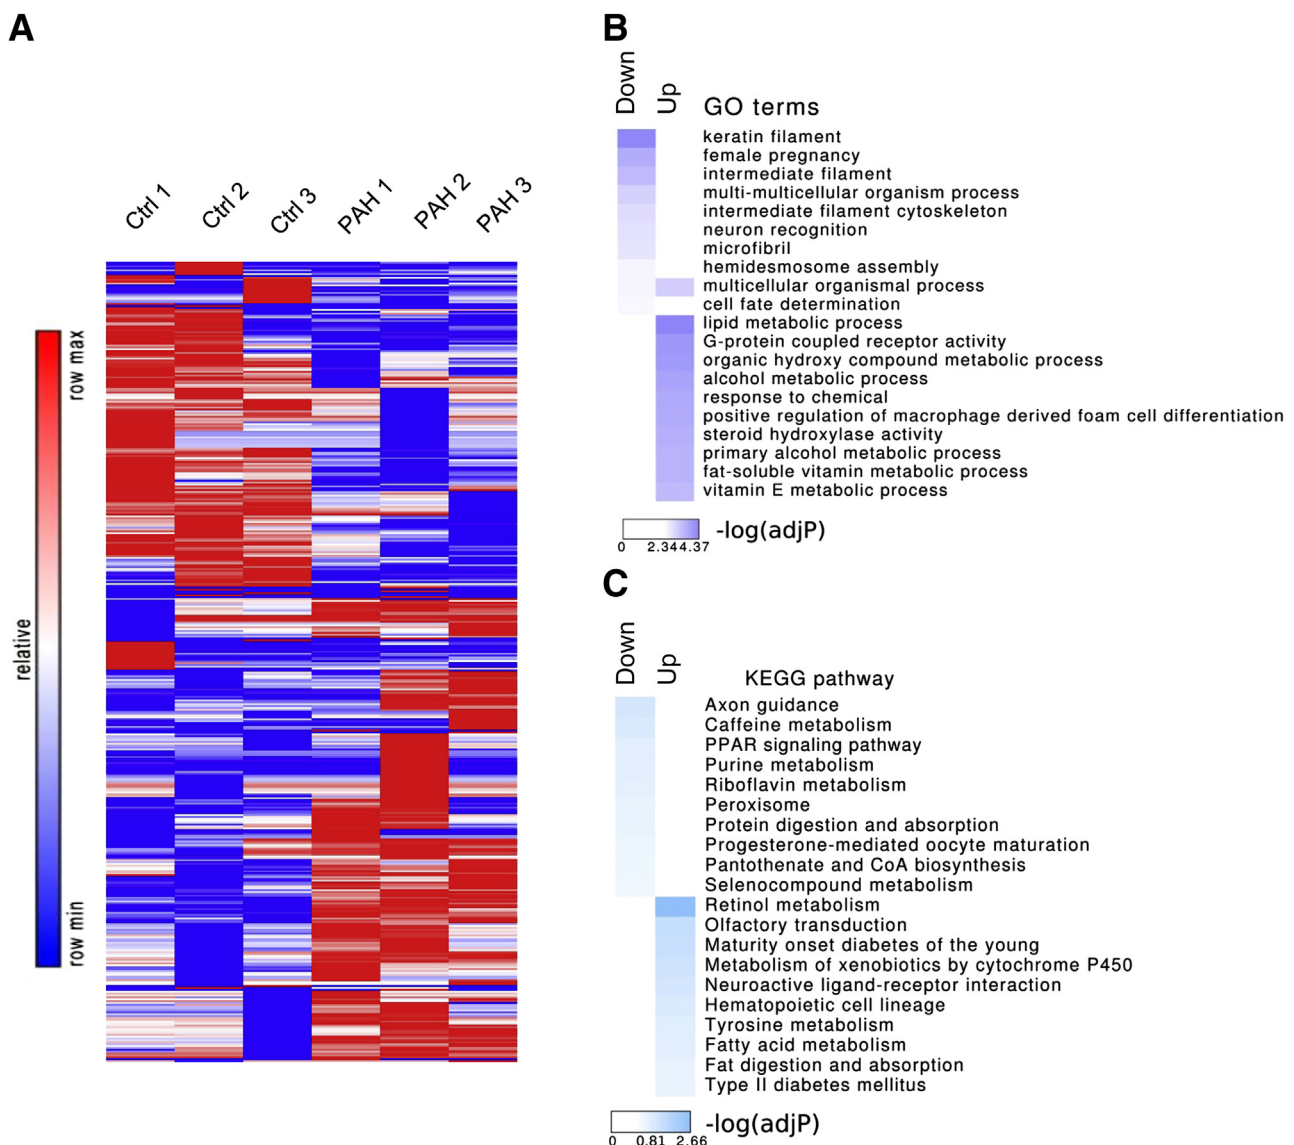 A
Ctrl 1
Ctrl 2
Ctrl 3
PAH 1
PAH 2
PAH 3
row max
relative
row min
B
Down
Up
GO terms
keratin filament
female pregnancy
intermediate filament
multi-multicellular organism process
intermediate filament cytoskeleton
neuron recognition
microfibril
hemidesmosome assembly
multicellular organismal process
cell fate determination
lipid metabolic process
G-protein coupled receptor activity
organic hydroxy compound metabolic process
alcohol metabolic process
response to chemical
positive regulation of macrophage derived foam cell differentiation
steroid hydroxylase activity
primary alcohol metabolic process
fat-soluble vitamin metabolic process
vitamin E metabolic process
-log(adjP)
0 2.34 4.37
C
Down
Up
KEGG pathway
Axon guidance
Caffeine metabolism
PPAR signaling pathway
Purine metabolism
Riboflavin metabolism
Peroxisome
Protein digestion and absorption
Progesterone-mediated oocyte maturation
Pantothenate and CoA biosynthesis
Selenocompound metabolism
Retinol metabolism
Olfactory transduction
Maturity onset diabetes of the young
Metabolism of xenobiotics by cytochrome P450
Neuroactive ligand-receptor interaction
Hematopoietic cell lineage
Tyrosine metabolism
Fatty acid metabolism
Fat digestion and absorption
Type II diabetes mellitus
-log(adjP)
0 0.81 2.66